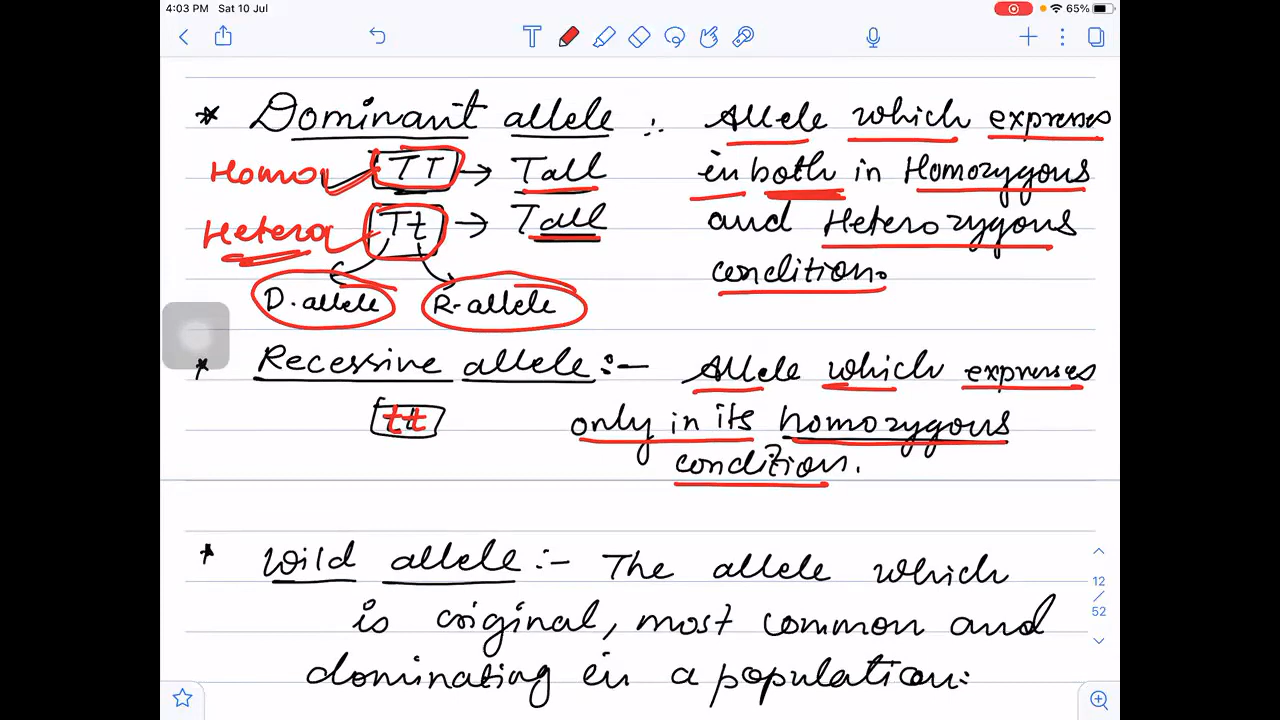 4:03 PM Sat 10 Jul 65%
* Dominant allele :. Allele which expresses
Homo TT → Tall in both in Homozygous
Hetero Tt → Tall and Heterozygous
D.allele R-allele condition.
* Recessive allele :- Allele which expresses
tt only in its homozygous
condition.
* Wild allele :- The allele which
is original, most common and
dominating in a population.
12
/
52